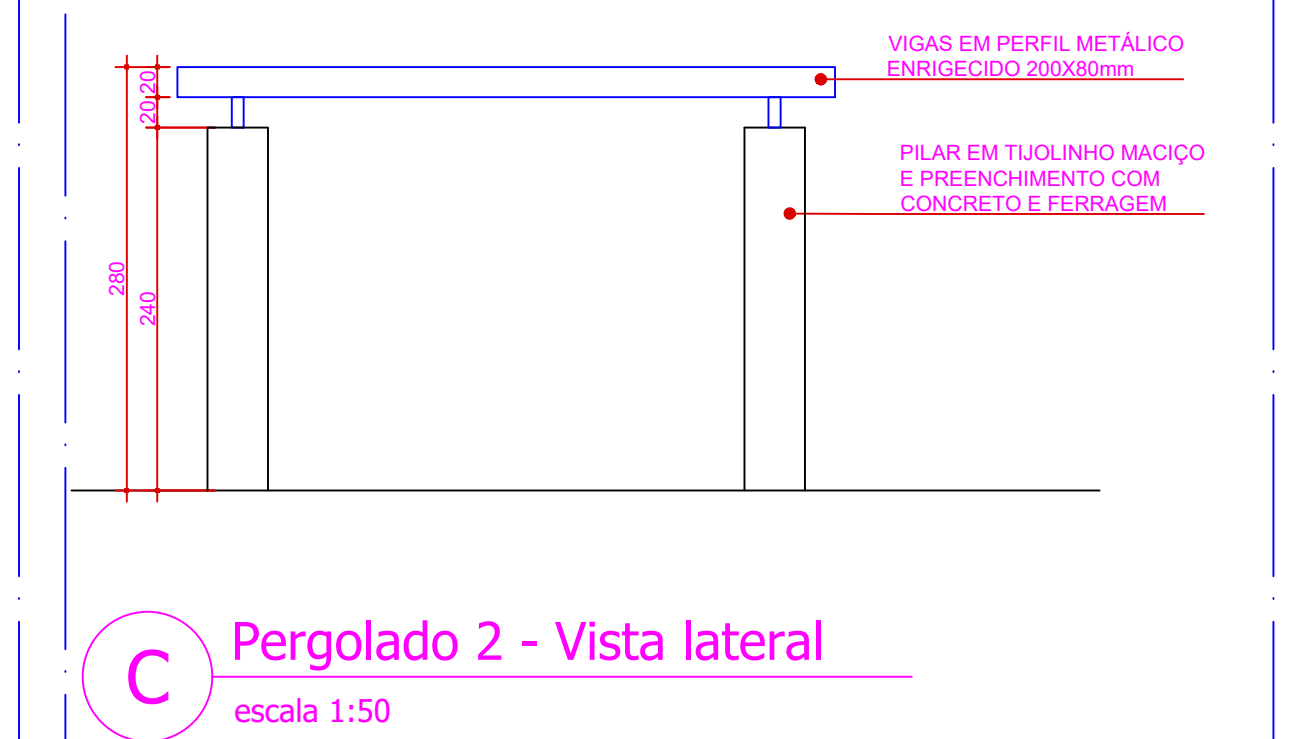 VIGAS EM PERFIL METÁLICO
ENRIGECIDO 200X80mm
20
20
PILAR EM TIJOLINHO MACIÇO
E PREENCHIMENTO COM
CONCRETO E FERRAGEM
280
240
C
Pergolado 2 - Vista lateral
escala 1:50